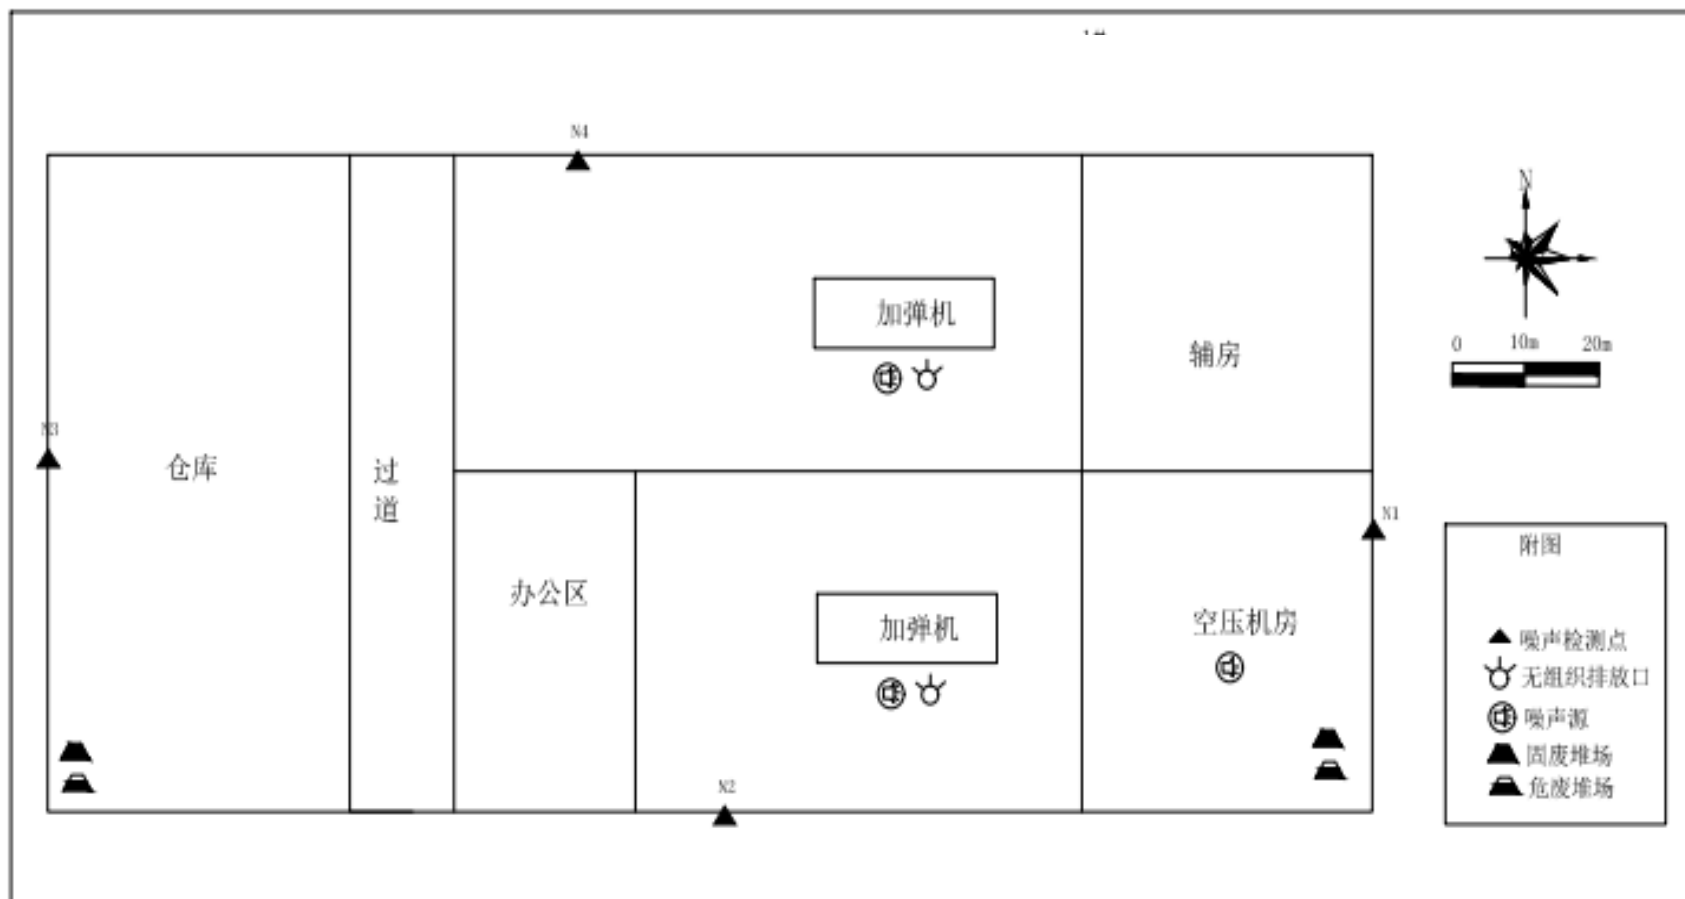 N4
N
加弹机
0 10m 20m
辅房
N3
仓库
过
道
N1
附图
办公区
加弹机
空压机房
噪声检测点
无组织排放口
噪声源
固废堆场
危废堆场
N2